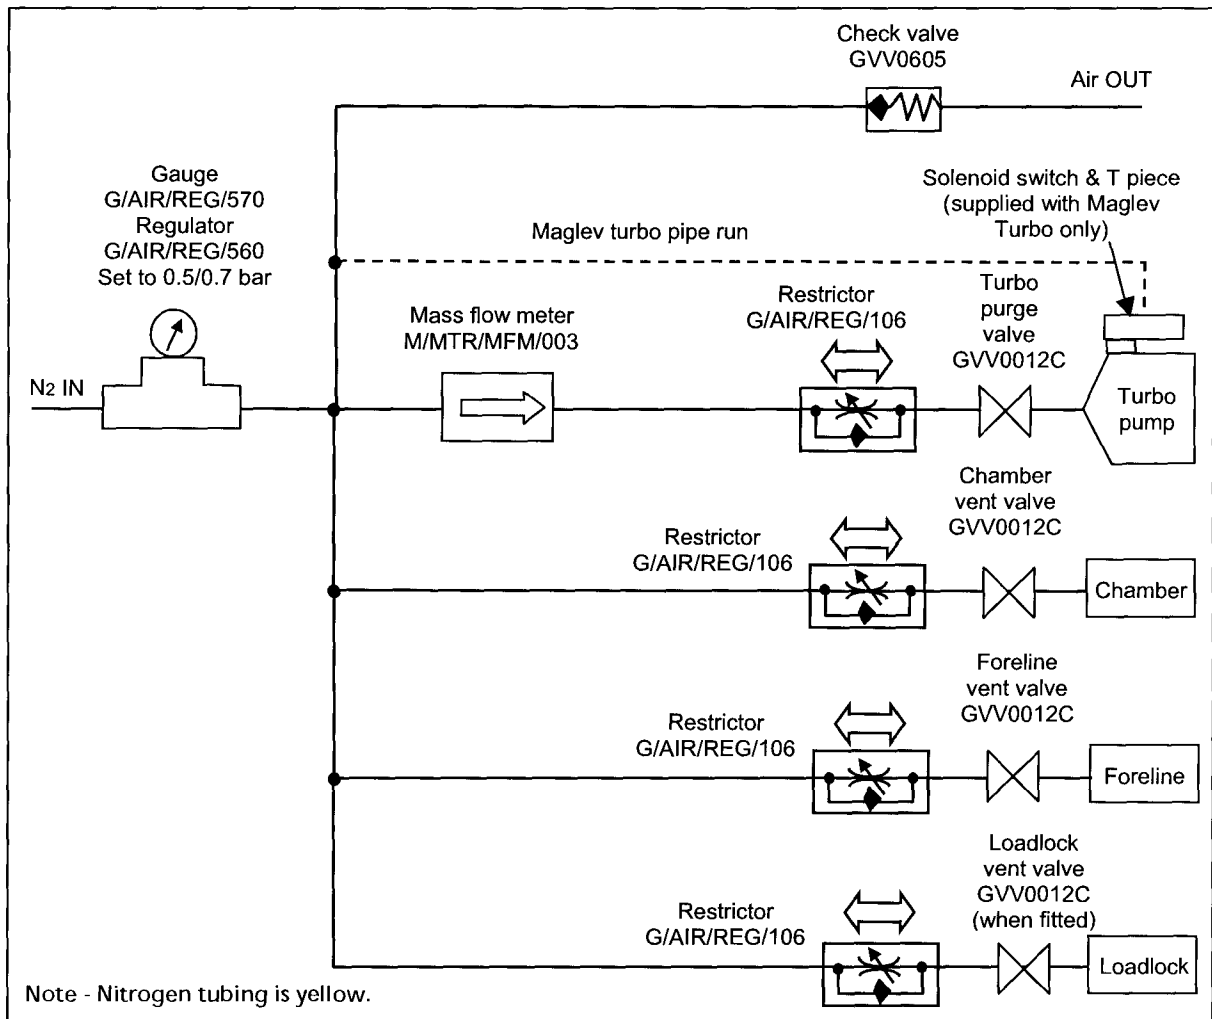 Check valve
GVV0605
Air OUT
Gauge
G/AIR/REG/570
Regulator
G/AIR/REG/560
Set to 0.5/0.7 bar
Solenoid switch & T piece
(supplied with Maglev
Turbo only)
Maglev turbo pipe run
Mass flow meter
M/MTR/MFM/003
Restrictor
G/AIR/REG/106
Turbo
purge
valve
GVV0012C
N2 IN
Turbo
pump
Chamber
vent valve
GVV0012C
Restrictor
G/AIR/REG/106
Chamber
Foreline
vent valve
GVV0012C
Restrictor
G/AIR/REG/106
Foreline
Loadlock
vent valve
GVV0012C
(when fitted)
Restrictor
G/AIR/REG/106
Loadlock
Note - Nitrogen tubing is yellow.